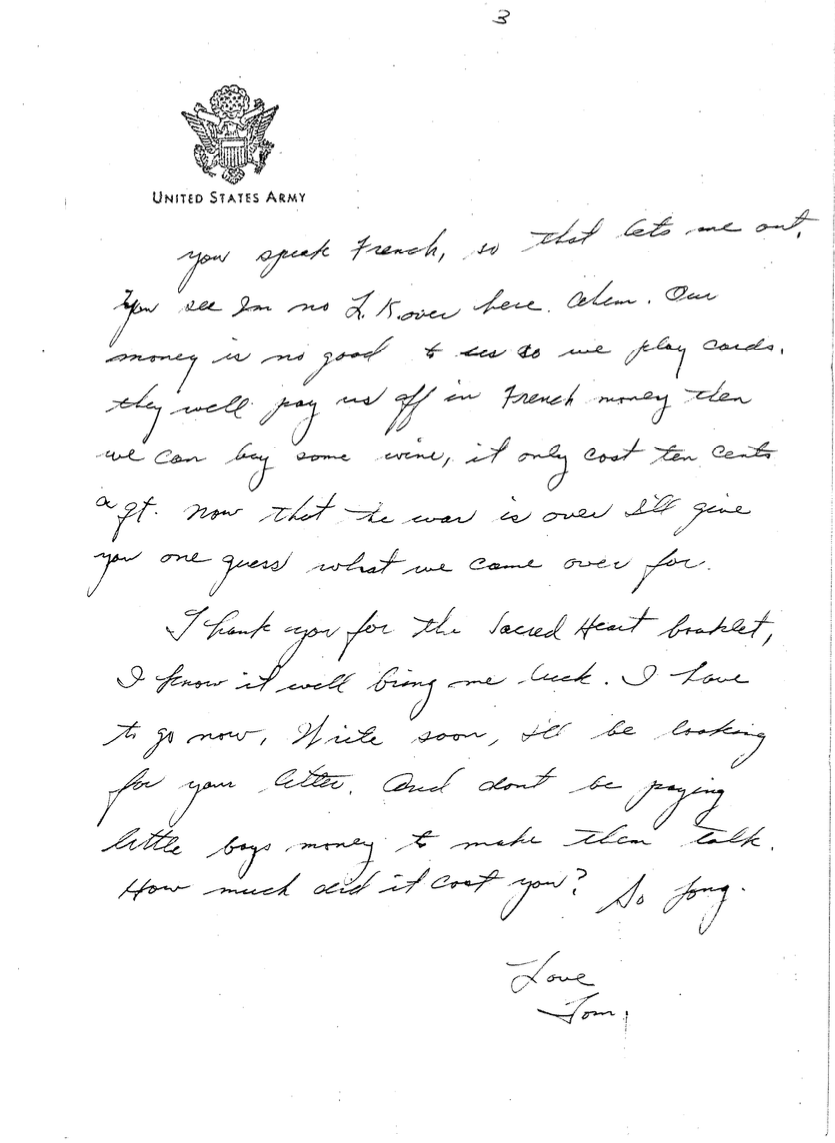 3
UNITED STATES ARMY
you speak French, so that lets me out,
You see Im no L.K. over here. Ahem. Our
money is no good to us so we play cards.
they well pay us off in French money then
we can buy some wine, it only cost ten cents
a qt. Now that the war is over I'll give
you one guess what we came over for.
Thank you for the Sacred Heart booklet,
I know it well bring me luck. I have
to go now, Write soon, I'll be looking
for your letter. And dont be paying
little boys money to make them talk.
How much did it cost you? So long.
Love
Tom.